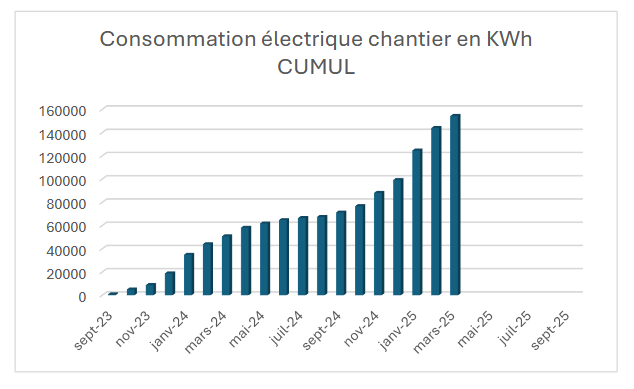 Consommation électrique chantier en KWh
CUMUL
160000
140000
120000
100000
80000
60000
40000
20000
0
sept-23
nov-23
janv-24
mars-24
mai-24
juil-24
sept-24
nov-24
janv-25
mars-25
mai-25
juil-25
sept-25